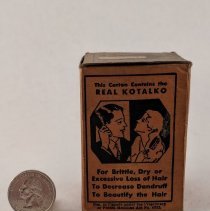 This Carton Contains the
REAL KOTALKO
For Brittle, Dry or
Excessive Loss of Hair
To Decrease Dandruff
To Beautify the Hair